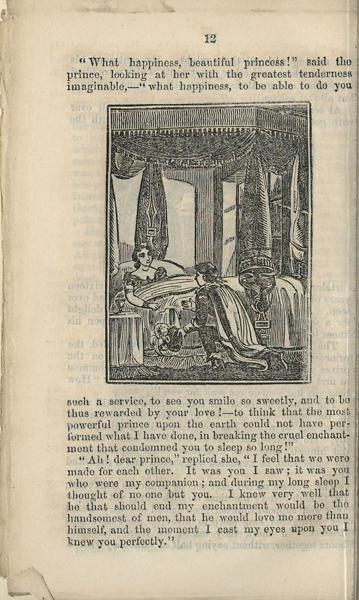 12
"What happiness, beautiful princess!" said the
prince, looking at her with the greatest tenderness
imaginable,—"what happiness, to be able to do you
such a service, to see you smile so sweetly, and to be
thus rewarded by your love!—to think that the most
powerful prince upon the earth could not have per-
formed what I have done, in breaking the cruel enchant-
ment that condemned you to sleep so long!"
"Ah! dear prince," replied she, "I feel that we were
made for each other. It was you I saw; it was you
who were my companion; and during my long sleep I
thought of no one but you. I knew very well that
he that should end my enchantment would be the
handsomest of men, that he would love me more than
himself, and the moment I cast my eyes upon you I
knew you perfectly."